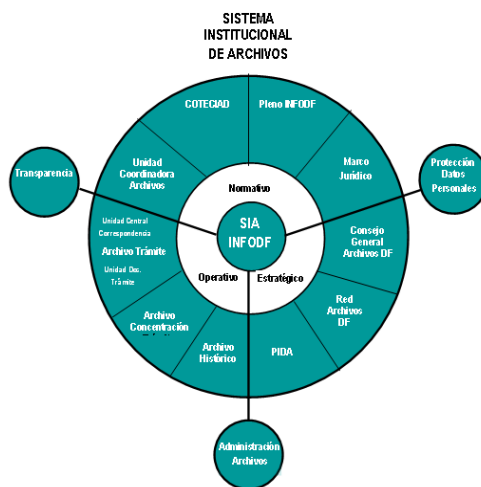 SISTEMA
INSTITUCIONAL
DE ARCHIVOS
COTECIAD
Pleno INFODF
Unidad
Coordinadora
Archivos
Marco
Jurídico
Transparencia
Protección
Datos
Personales
Normativo
SIA
INFODF
Unidad Central
Correspondencia
Archivo Trámite
Unidad Doc.
Trámite
Consejo
General
Archivos DF
Operativo
Estratégico
Archivo
Concentración
Red
Archivos
DF
Archivo
Histórico
PIDA
Administración
Archivos